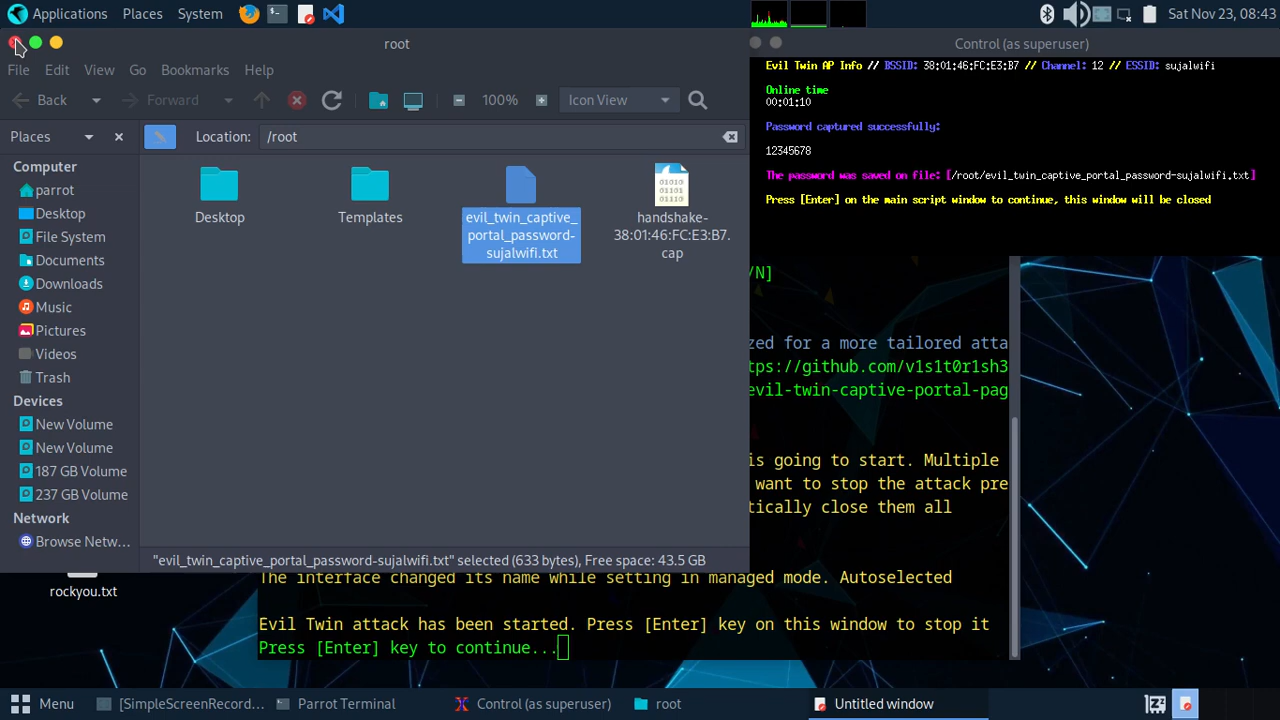 Applications Places System
Sat Nov 23, 08:43
root
Control (as superuser)
File Edit View Go Bookmarks Help
Back Forward 100% Icon View
Places
Location: /root
Computer
parrot
Desktop
File System
Documents
Downloads
Music
Pictures
Videos
Trash
Devices
New Volume
New Volume
187 GB Volume
237 GB Volume
Network
Browse Netw...
Desktop
Templates
evil_twin_captive_
portal_password-
sujalwifi.txt
handshake-
38:01:46:FC:E3:B7.
cap
"evil_twin_captive_portal_password-sujalwifi.txt" selected (633 bytes), Free space: 43.5 GB
Evil Twin AP Info // BSSID: 38:01:46:FC:E3:B7 // Channel: 12 // ESSID: sujalwifi
Online time
00:01:10
Password captured successfully:
12345678
The password was saved on file: [/root/evil_twin_captive_portal_password-sujalwifi.txt]
Press [Enter] on the main script window to continue, this window will be closed
/N]
zed for a more tailored atta
tps://github.com/v1s1t0r1sh3
evil-twin-captive-portal-pag
is going to start. Multiple
want to stop the attack pre
tically close them all
The interface changed its name while setting in managed mode. Autoselected
Evil Twin attack has been started. Press [Enter] key on this window to stop it
Press [Enter] key to continue...
rockyou.txt
Menu [SimpleScreenRecord... Parrot Terminal Control (as superuser) root Untitled window